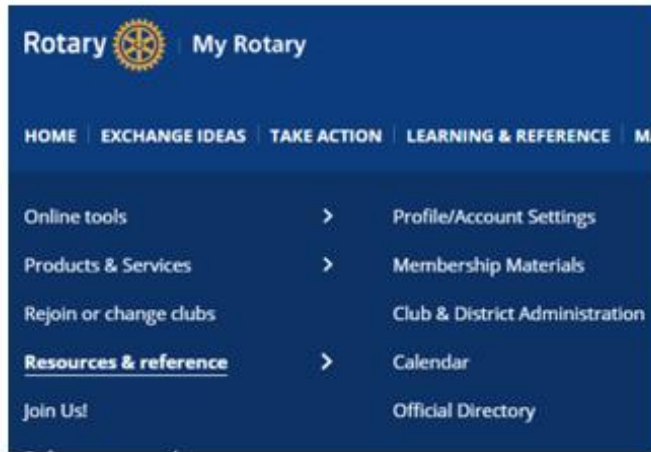 Rotary My Rotary
HOME EXCHANGE IDEAS TAKE ACTION LEARNING & REFERENCE
Online tools > Profile/Account Settings
Products & Services > Membership Materials
Rejoin or change clubs Club & District Administration
Resources & reference > Calendar
Join Us! Official Directory